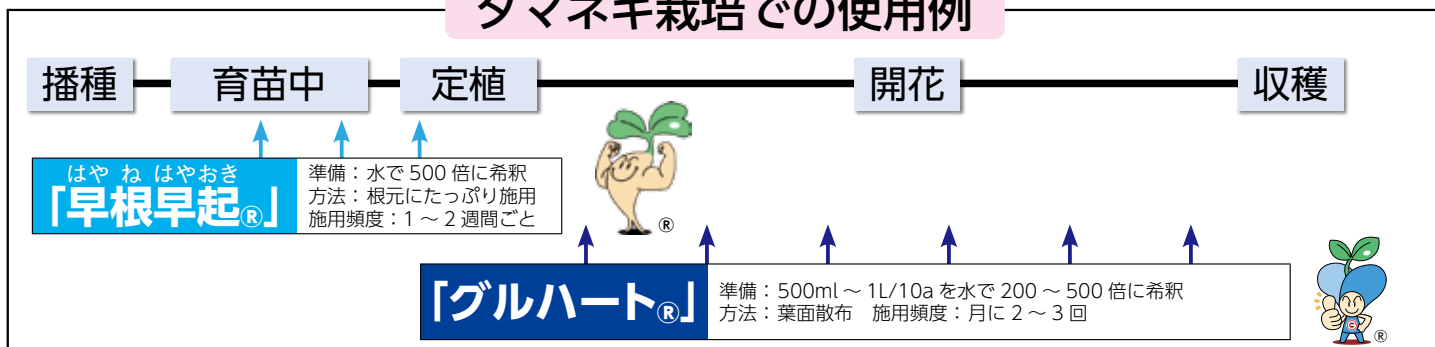 タマネギ栽培での使用例
播種 育苗中 定植 開花 収穫
はや ね はやおき
「早根早起®」
準備：水で 500 倍に希釈
方法：根元にたっぷり施用
施用頻度：1 ～ 2 週間ごと
®
「グルハート®」
準備：500ml ～ 1L/10a を水で 200 ～ 500 倍に希釈
方法：葉面散布 施用頻度：月に 2 ～ 3 回
®